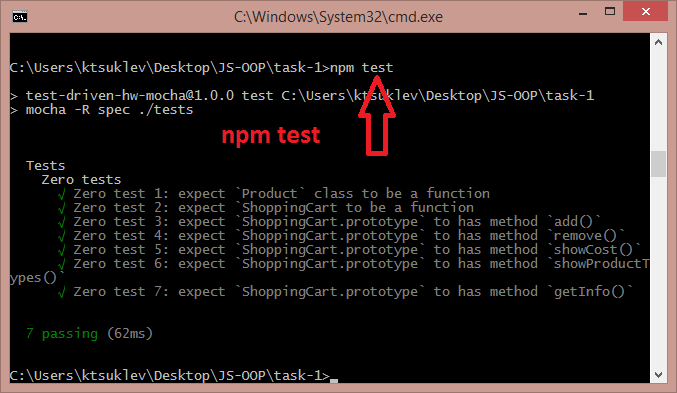 C:\Windows\System32\cmd.exe
C:\Users\ktsuklev\Desktop\JS-OOP\task-1>npm test
> test-driven-hw-mocha@1.0.0 test C:\Users\ktsuklev\Desktop\JS-OOP\task-1
> mocha -R spec ./tests
npm test
Tests
Zero tests
√ Zero test 1: expect `Product` class to be a function
√ Zero test 2: expect `ShoppingCart to be a function
√ Zero test 3: expect `ShoppingCart.prototype` to has method `add()`
√ Zero test 4: expect `ShoppingCart.prototype` to has method `remove()`
√ Zero test 5: expect `ShoppingCart.prototype` to has method `showCost()`
√ Zero test 6: expect `ShoppingCart.prototype` to has method `showProductT
ypes()`
√ Zero test 7: expect `ShoppingCart.prototype` to has method `getInfo()`
7 passing (62ms)
C:\Users\ktsuklev\Desktop\JS-OOP\task-1>_